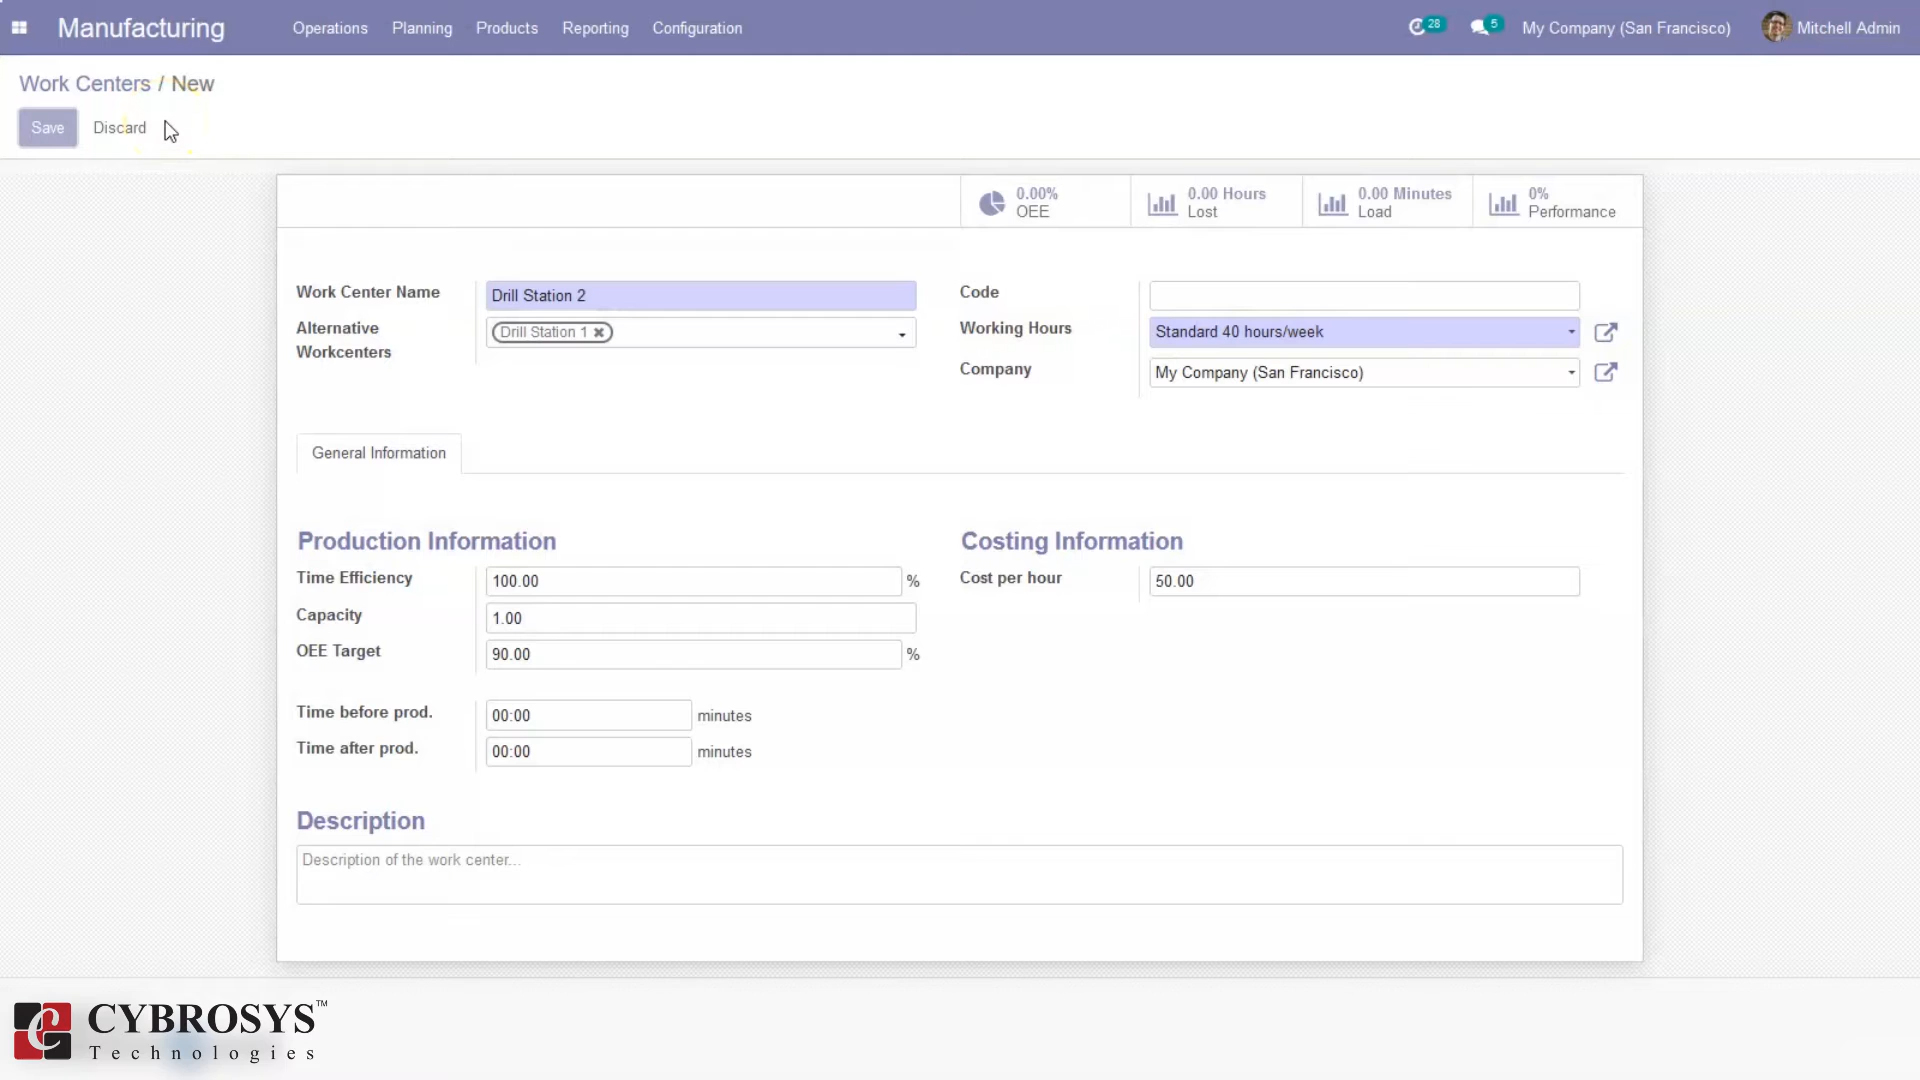 Manufacturing Operations Planning Products Reporting Configuration 28 5 My Company (San Francisco) Mitchell Admin
Work Centers / New
Save Discard
0.00% OEE
0.00 Hours Lost
0.00 Minutes Load
0% Performance
Work Center Name Drill Station 2
Alternative Workcenters Drill Station 1
Code
Working Hours Standard 40 hours/week
Company My Company (San Francisco)
General Information
Production Information
Time Efficiency 100.00 %
Capacity 1.00
OEE Target 90.00 %
Time before prod. 00:00 minutes
Time after prod. 00:00 minutes
Costing Information
Cost per hour 50.00
Description
Description of the work center...
CYBROSYS™
Technologies